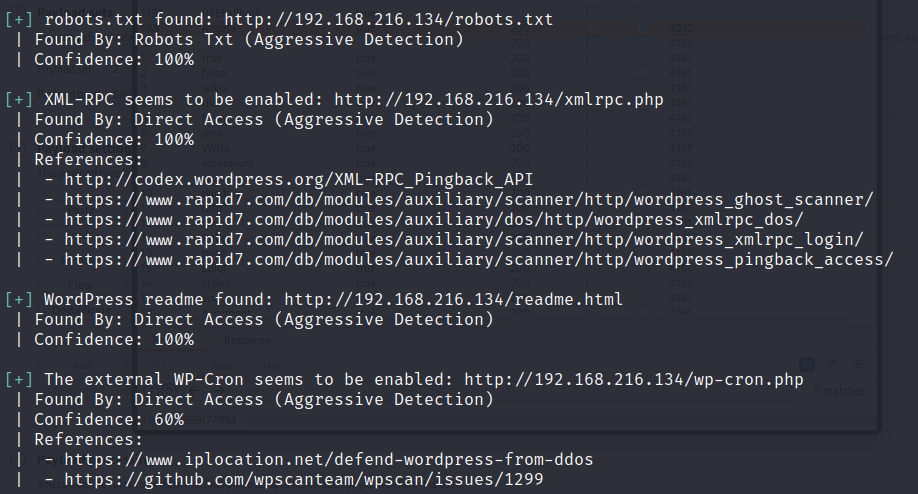 [+] robots.txt found: http://192.168.216.134/robots.txt
| Found By: Robots Txt (Aggressive Detection)
| Confidence: 100%
[+] XML-RPC seems to be enabled: http://192.168.216.134/xmlrpc.php
| Found By: Direct Access (Aggressive Detection)
| Confidence: 100%
| References:
|  - http://codex.wordpress.org/XML-RPC_Pingback_API
|  - https://www.rapid7.com/db/modules/auxiliary/scanner/http/wordpress_ghost_scanner/
|  - https://www.rapid7.com/db/modules/auxiliary/dos/http/wordpress_xmlrpc_dos/
|  - https://www.rapid7.com/db/modules/auxiliary/scanner/http/wordpress_xmlrpc_login/
|  - https://www.rapid7.com/db/modules/auxiliary/scanner/http/wordpress_pingback_access/
[+] WordPress readme found: http://192.168.216.134/readme.html
| Found By: Direct Access (Aggressive Detection)
| Confidence: 100%
[+] The external WP-Cron seems to be enabled: http://192.168.216.134/wp-cron.php
| Found By: Direct Access (Aggressive Detection)
| Confidence: 60%
| References:
|  - https://www.iplocation.net/defend-wordpress-from-ddos
|  - https://github.com/wpscanteam/wpscan/issues/1299